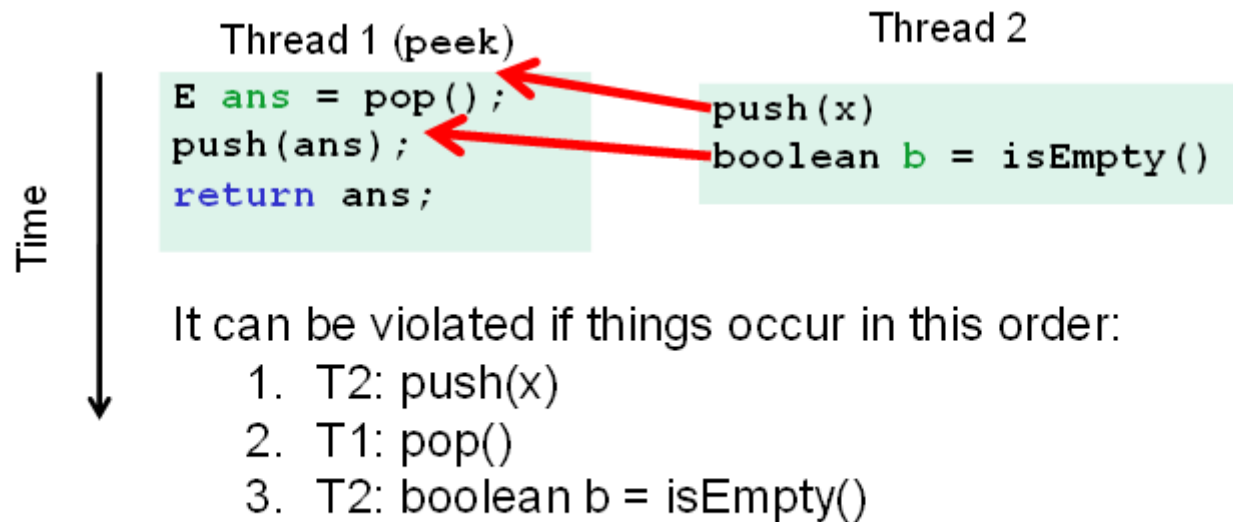 Thread 1 (peek)
Thread 2
Time
E ans = pop();
push(ans);
return ans;
push(x)
boolean b = isEmpty()
It can be violated if things occur in this order:
1. T2: push(x)
2. T1: pop()
3. T2: boolean b = isEmpty()